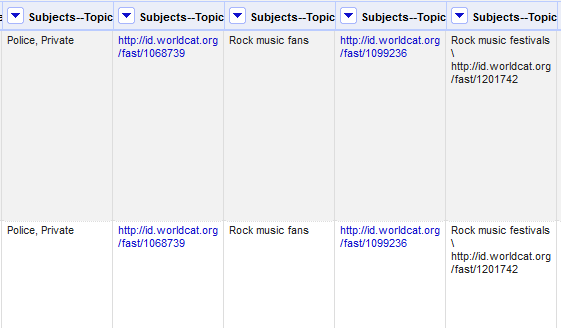 Subjects--Topic Subjects--Topic Subjects--Topic Subjects--Topic Subjects--Topic
Police, Private http://id.worldcat.org Rock music fans http://id.worldcat.org Rock music festivals
/fast/1068739 /fast/1099236 \
http://id.worldcat.org
/fast/1201742
Police, Private http://id.worldcat.org Rock music fans http://id.worldcat.org Rock music festivals
/fast/1068739 /fast/1099236 \
http://id.worldcat.org
/fast/1201742